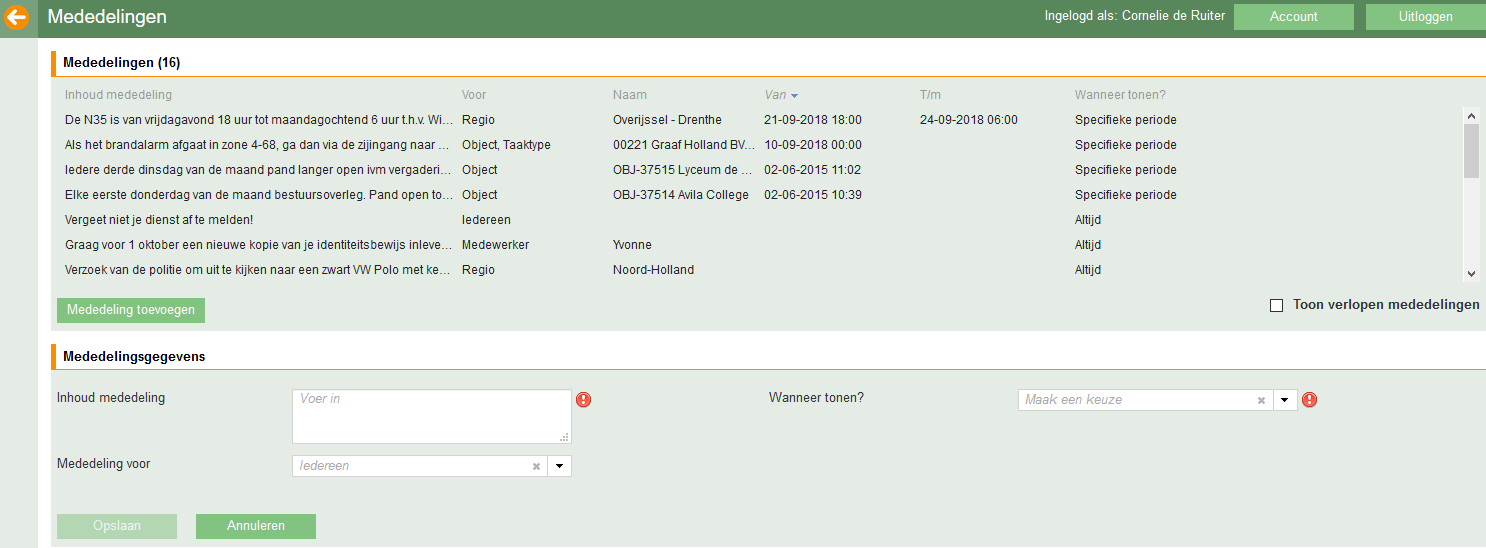 Mededelingen Ingelogd als: Cornelie de Ruiter Account Uitloggen
Mededelingen (16)
Inhoud mededeling Voor Naam Van T/m Wanneer tonen?
De N35 is van vrijdagavond 18 uur tot maandagochtend 6 uur t.h.v. Wi... Regio Overijssel - Drenthe 21-09-2018 18:00 24-09-2018 06:00 Specifieke periode
Als het brandalarm afgaat in zone 4-68, ga dan via de zijingang naar ... Object, Taaktype 00221 Graaf Holland BV... 10-09-2018 00:00 Specifieke periode
Iedere derde dinsdag van de maand pand langer open ivm vergaderi... Object OBJ-37515 Lyceum de ... 02-06-2015 11:02 Specifieke periode
Elke eerste donderdag van de maand bestuursoverleg. Pand open to... Object OBJ-37514 Avila College 02-06-2015 10:39 Specifieke periode
Vergeet niet je dienst af te melden! Iedereen Altijd
Graag voor 1 oktober een nieuwe kopie van je identiteitsbewijs inleve... Medewerker Yvonne Altijd
Verzoek van de politie om uit te kijken naar een zwart VW Polo met ke... Regio Noord-Holland Altijd
Mededeling toevoegen Toon verlopen mededelingen
Mededelingsgegevens
Inhoud mededeling Voer in Wanneer tonen? Maak een keuze
Mededeling voor Iedereen
Opslaan Annuleren